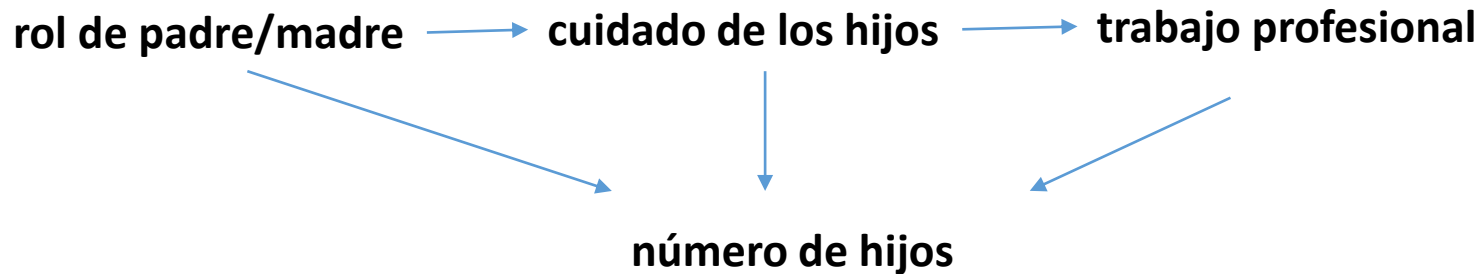 rol de padre/madre
cuidado de los hijos
trabajo profesional
número de hijos